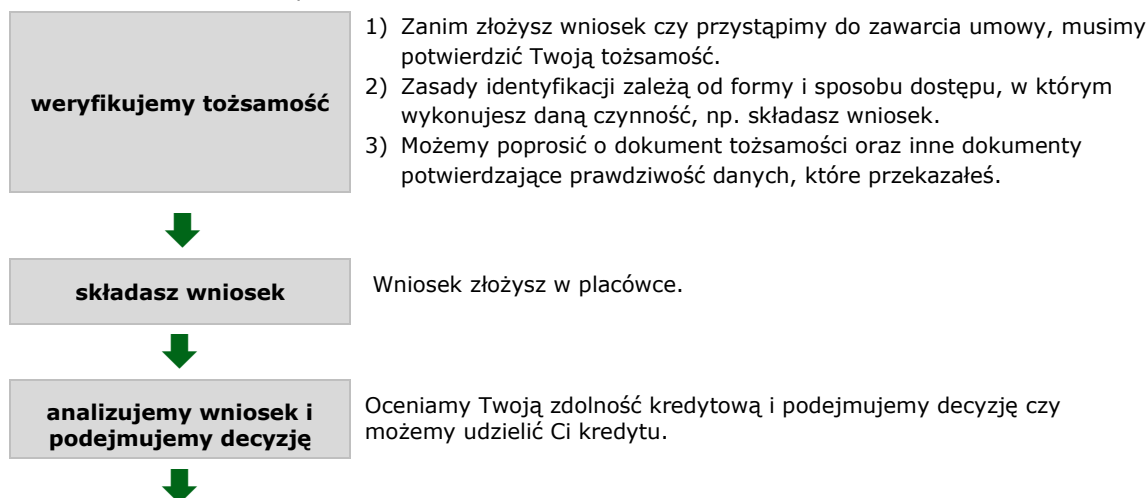 weryfikujemy tożsamość
1) Zanim złożysz wniosek czy przystąpimy do zawarcia umowy, musimy
potwierdzić Twoją tożsamość.
2) Zasady identyfikacji zależą od formy i sposobu dostępu, w którym
wykonujesz daną czynność, np. składasz wniosek.
3) Możemy poprosić o dokument tożsamości oraz inne dokumenty
potwierdzające prawdziwość danych, które przekazałeś.
składasz wniosek
Wniosek złożysz w placówce.
analizujemy wniosek i
podejmujemy decyzję
Oceniamy Twoją zdolność kredytową i podejmujemy decyzję czy
możemy udzielić Ci kredytu.